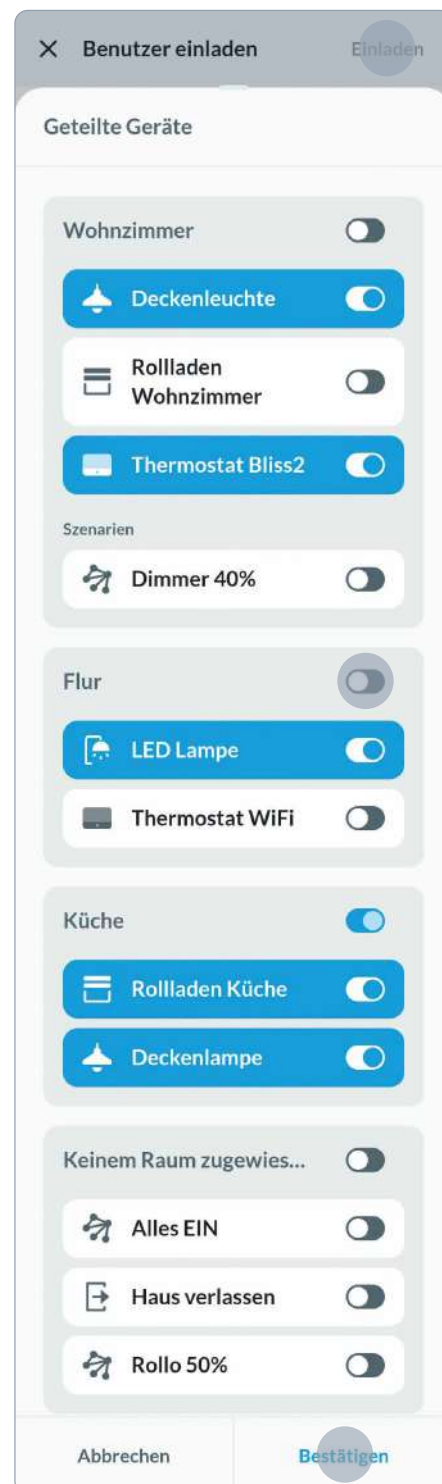 Benutzer einladen
Einladen
Geteilte Geräte
Wohnzimmer
Deckenleuchte
Rollladen
Wohnzimmer
Thermostat Bliss2
Szenarien
Dimmer 40%
Flur
LED Lampe
Thermostat WiFi
Küche
Rollladen Küche
Deckenlampe
Keinem Raum zugewies...
Alles EIN
Haus verlassen
Rollo 50%
Abbrechen
Bestätigen